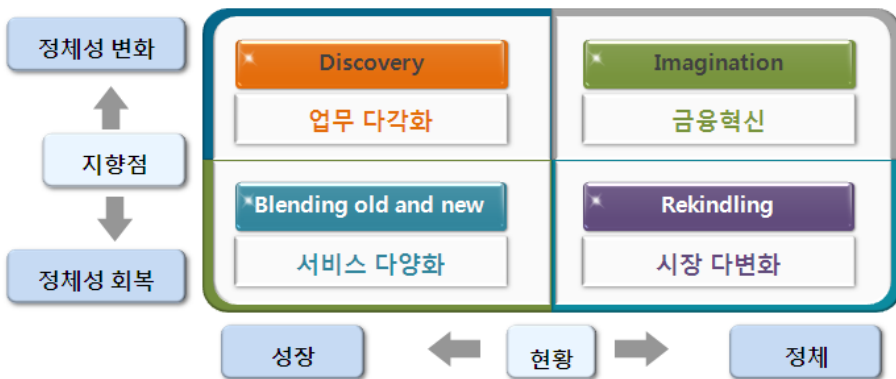 정체성 변화
Discovery
Imagination
업무 다각화
금융혁신
지향점
Blending old and new
Rekindling
정체성 회복
서비스 다양화
시장 다변화
성장
현황
정체